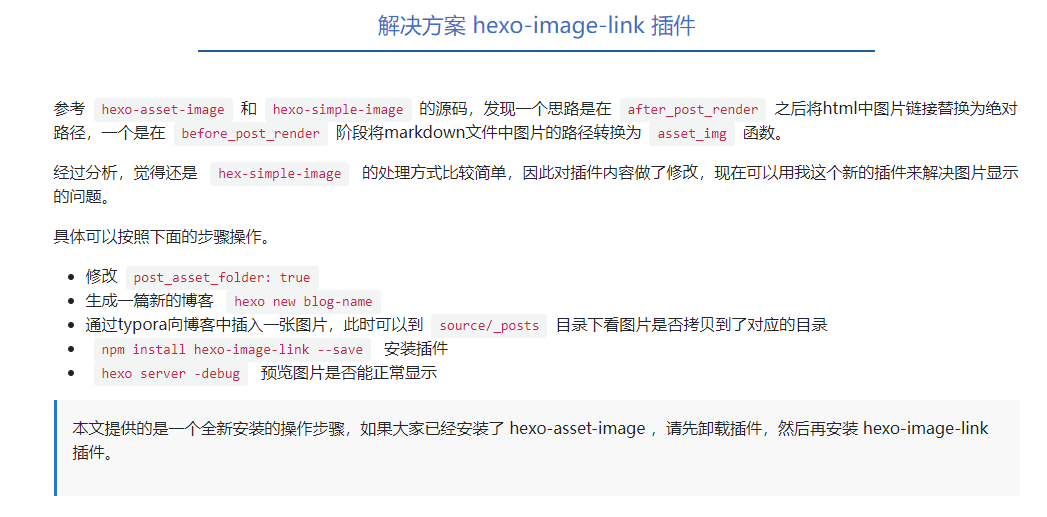 解决方案 hexo-image-link 插件
参考 hexo-asset-image 和 hexo-simple-image 的源码，发现一个思路是在 after_post_render 之后将html中图片链接替换为绝对
路径，一个是在 before_post_render 阶段将markdown文件中图片的路径转换为 asset_img 函数。
经过分析，觉得还是 hex-simple-image 的处理方式比较简单，因此对插件内容做了修改，现在可以用我这个新的插件来解决图片显示
的问题。
具体可以按照下面的步骤操作。
• 修改 post_asset_folder: true
• 生成一篇新的博客 hexo new blog-name
• 通过typora向博客中插入一张图片，此时可以到 source/_posts 目录下看图片是否拷贝到了对应的目录
• npm install hexo-image-link --save 安装插件
• hexo server -debug 预览图片是否能正常显示
本文提供的是一个全新安装的操作步骤，如果大家已经安装了 hexo-asset-image ，请先卸载插件，然后再安装 hexo-image-link
插件。